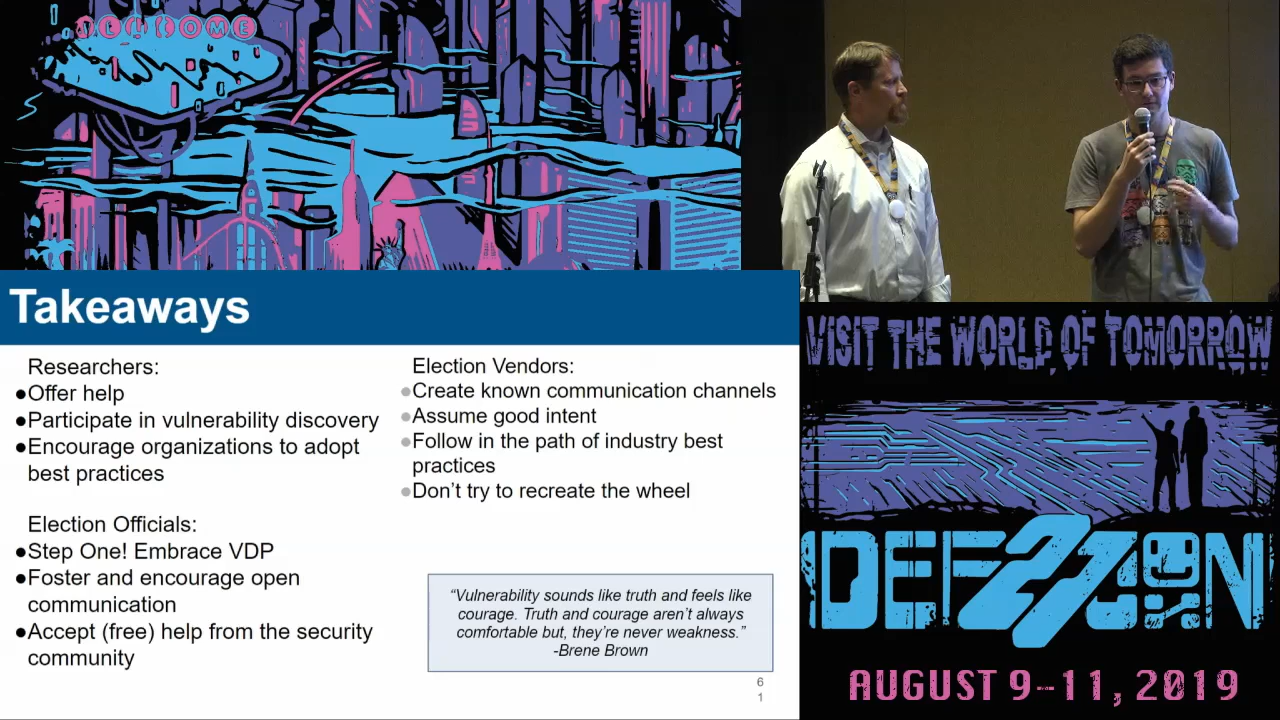 WELCOME
Takeaways
Researchers:
●Offer help
●Participate in vulnerability discovery
●Encourage organizations to adopt
best practices
Election Officials:
●Step One! Embrace VDP
●Foster and encourage open
communication
●Accept (free) help from the security
community
Election Vendors:
●Create known communication channels
●Assume good intent
●Follow in the path of industry best
practices
●Don’t try to recreate the wheel
“Vulnerability sounds like truth and feels like
courage. Truth and courage aren’t always
comfortable but, they’re never weakness.”
-Brene Brown
6
1
VISIT THE WORLD OF TOMORROW
DEF27CON
AUGUST 9--11, 2019